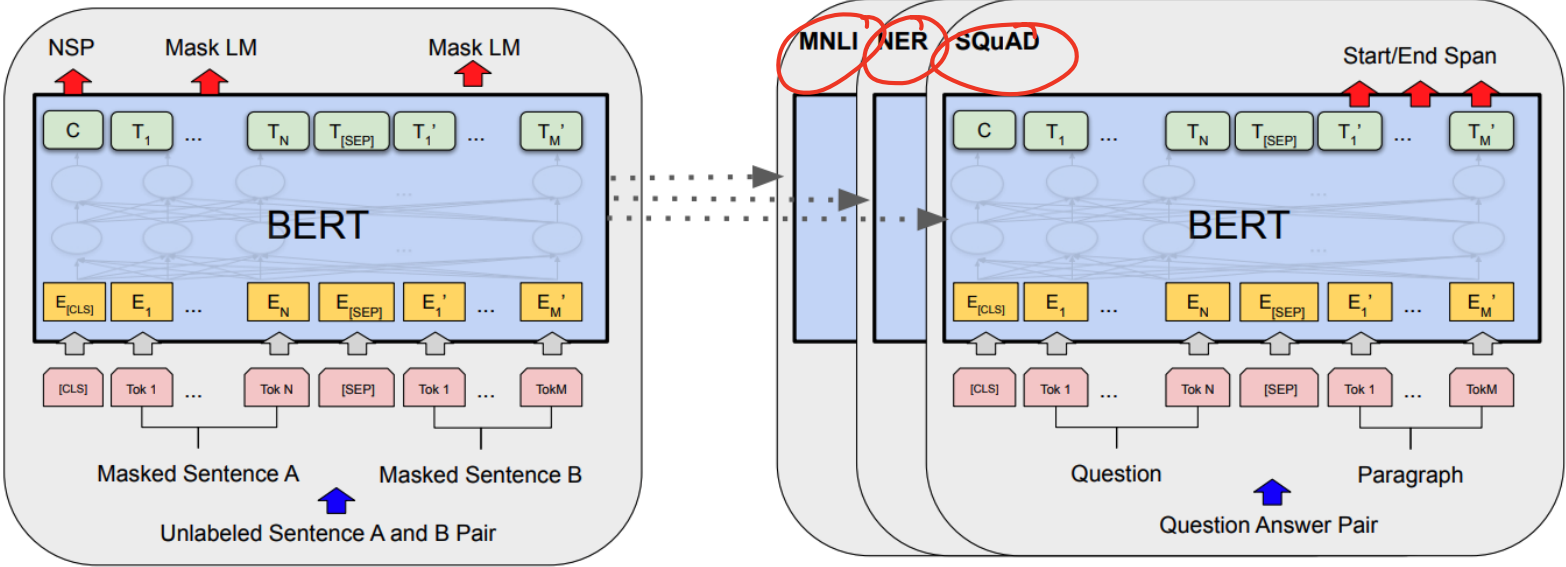 NSP Mask LM Mask LM
C T1 ... TN T[SEP] T1' ... TM'
...
BERT
...
E[CLS] E1 ... EN E[SEP] E1' ... EM'
[CLS] Tok 1 ... Tok N [SEP] Tok 1 ... TokM
Masked Sentence A Masked Sentence B
Unlabeled Sentence A and B Pair
MNLI NER SQuAD
Start/End Span
C T1 ... TN T[SEP] T1' ... TM'
...
BERT
...
E[CLS] E1 ... EN E[SEP] E1' ... EM'
[CLS] Tok 1 ... Tok N [SEP] Tok 1 ... TokM
Question Paragraph
Question Answer Pair